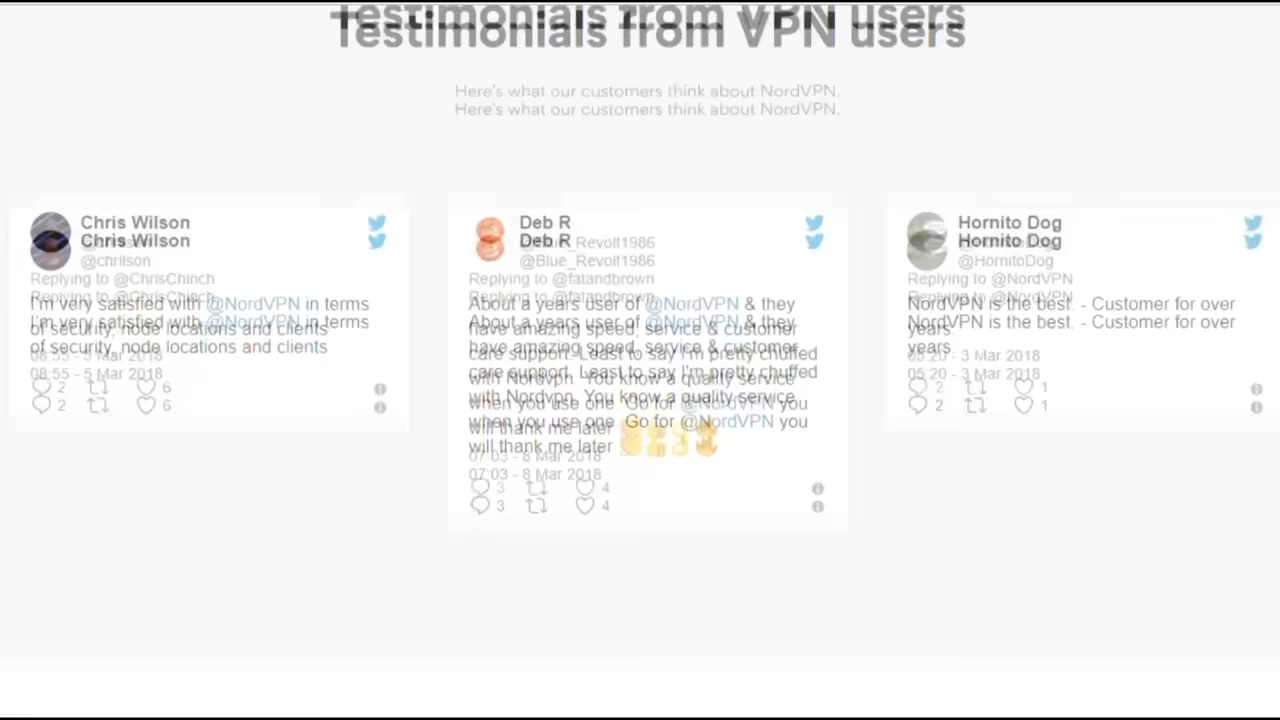 Testimonials from VPN users
Here's what our customers think about NordVPN.
Chris Wilson
@chrilson
Replying to @ChrisChinch
I'm very satisfied with @NordVPN in terms
of security, node locations and clients
08:55 - 5 Mar 2018
2 6
Deb R
@Blue_Revolt1986
Replying to @fatandbrown
About a years user of @NordVPN & they
have amazing speed, service & customer
care support. Least to say I'm pretty chuffed
with Nordvpn. You know a quality service
when you use one. Go for @NordVPN you
will thank me later
07:03 - 8 Mar 2018
3 4
Hornito Dog
@HornitoDog
Replying to @NordVPN
NordVPN is the best. - Customer for over
years.
05:20 - 3 Mar 2018
2 1